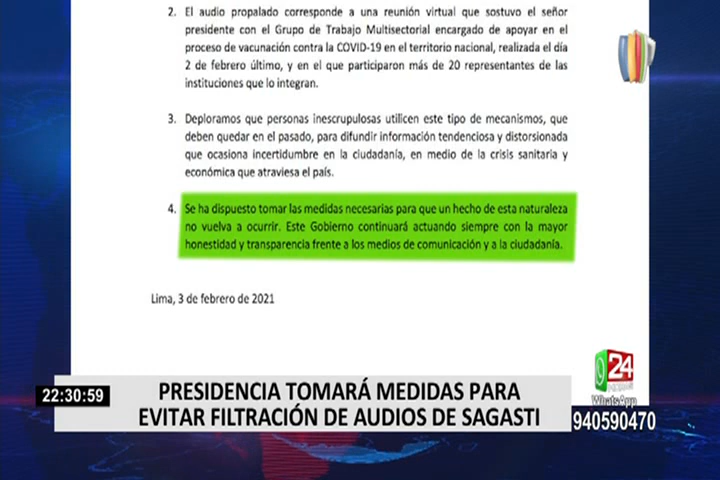 2. El audio propalado corresponde a una reunión virtual que sostuvo el señor
presidente con el Grupo de Trabajo Multisectorial encargado de apoyar en el
proceso de vacunación contra la COVID-19 en el territorio nacional, realizada el día
2 de febrero último, y en el que participaron más de 20 representantes de las
instituciones que lo integran.
3. Deploramos que personas inescrupulosas utilicen este tipo de mecanismos, que
deben quedar en el pasado, para difundir información tendenciosa y distorsionada
que ocasiona incertidumbre en la ciudadanía, en medio de la crisis sanitaria y
económica que atraviesa el país.
4. Se ha dispuesto tomar las medidas necesarias para que un hecho de esta naturaleza
no vuelva a ocurrir. Este Gobierno continuará actuando siempre con la mayor
honestidad y transparencia frente a los medios de comunicación y a la ciudadanía.
Lima, 3 de febrero de 2021
22:30:59
PRESIDENCIA TOMARÁ MEDIDAS PARA
EVITAR FILTRACIÓN DE AUDIOS DE SAGASTI
24
WhatsApp
940590470